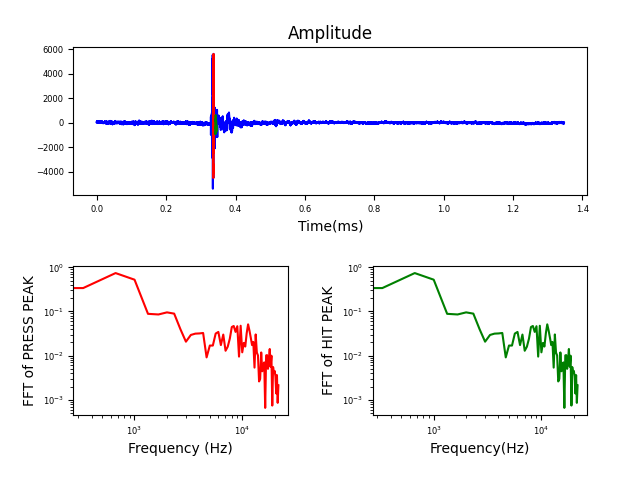 Amplitude
6000
4000
2000
0
−2000
−4000
0.0 0.2 0.4 0.6 0.8 1.0 1.2 1.4
Time(ms)
FFT of PRESS PEAK
10⁰
10⁻¹
10⁻²
10⁻³
10³ 10⁴
Frequency (Hz)
FFT of HIT PEAK
10⁰
10⁻¹
10⁻²
10⁻³
10³ 10⁴
Frequency(Hz)